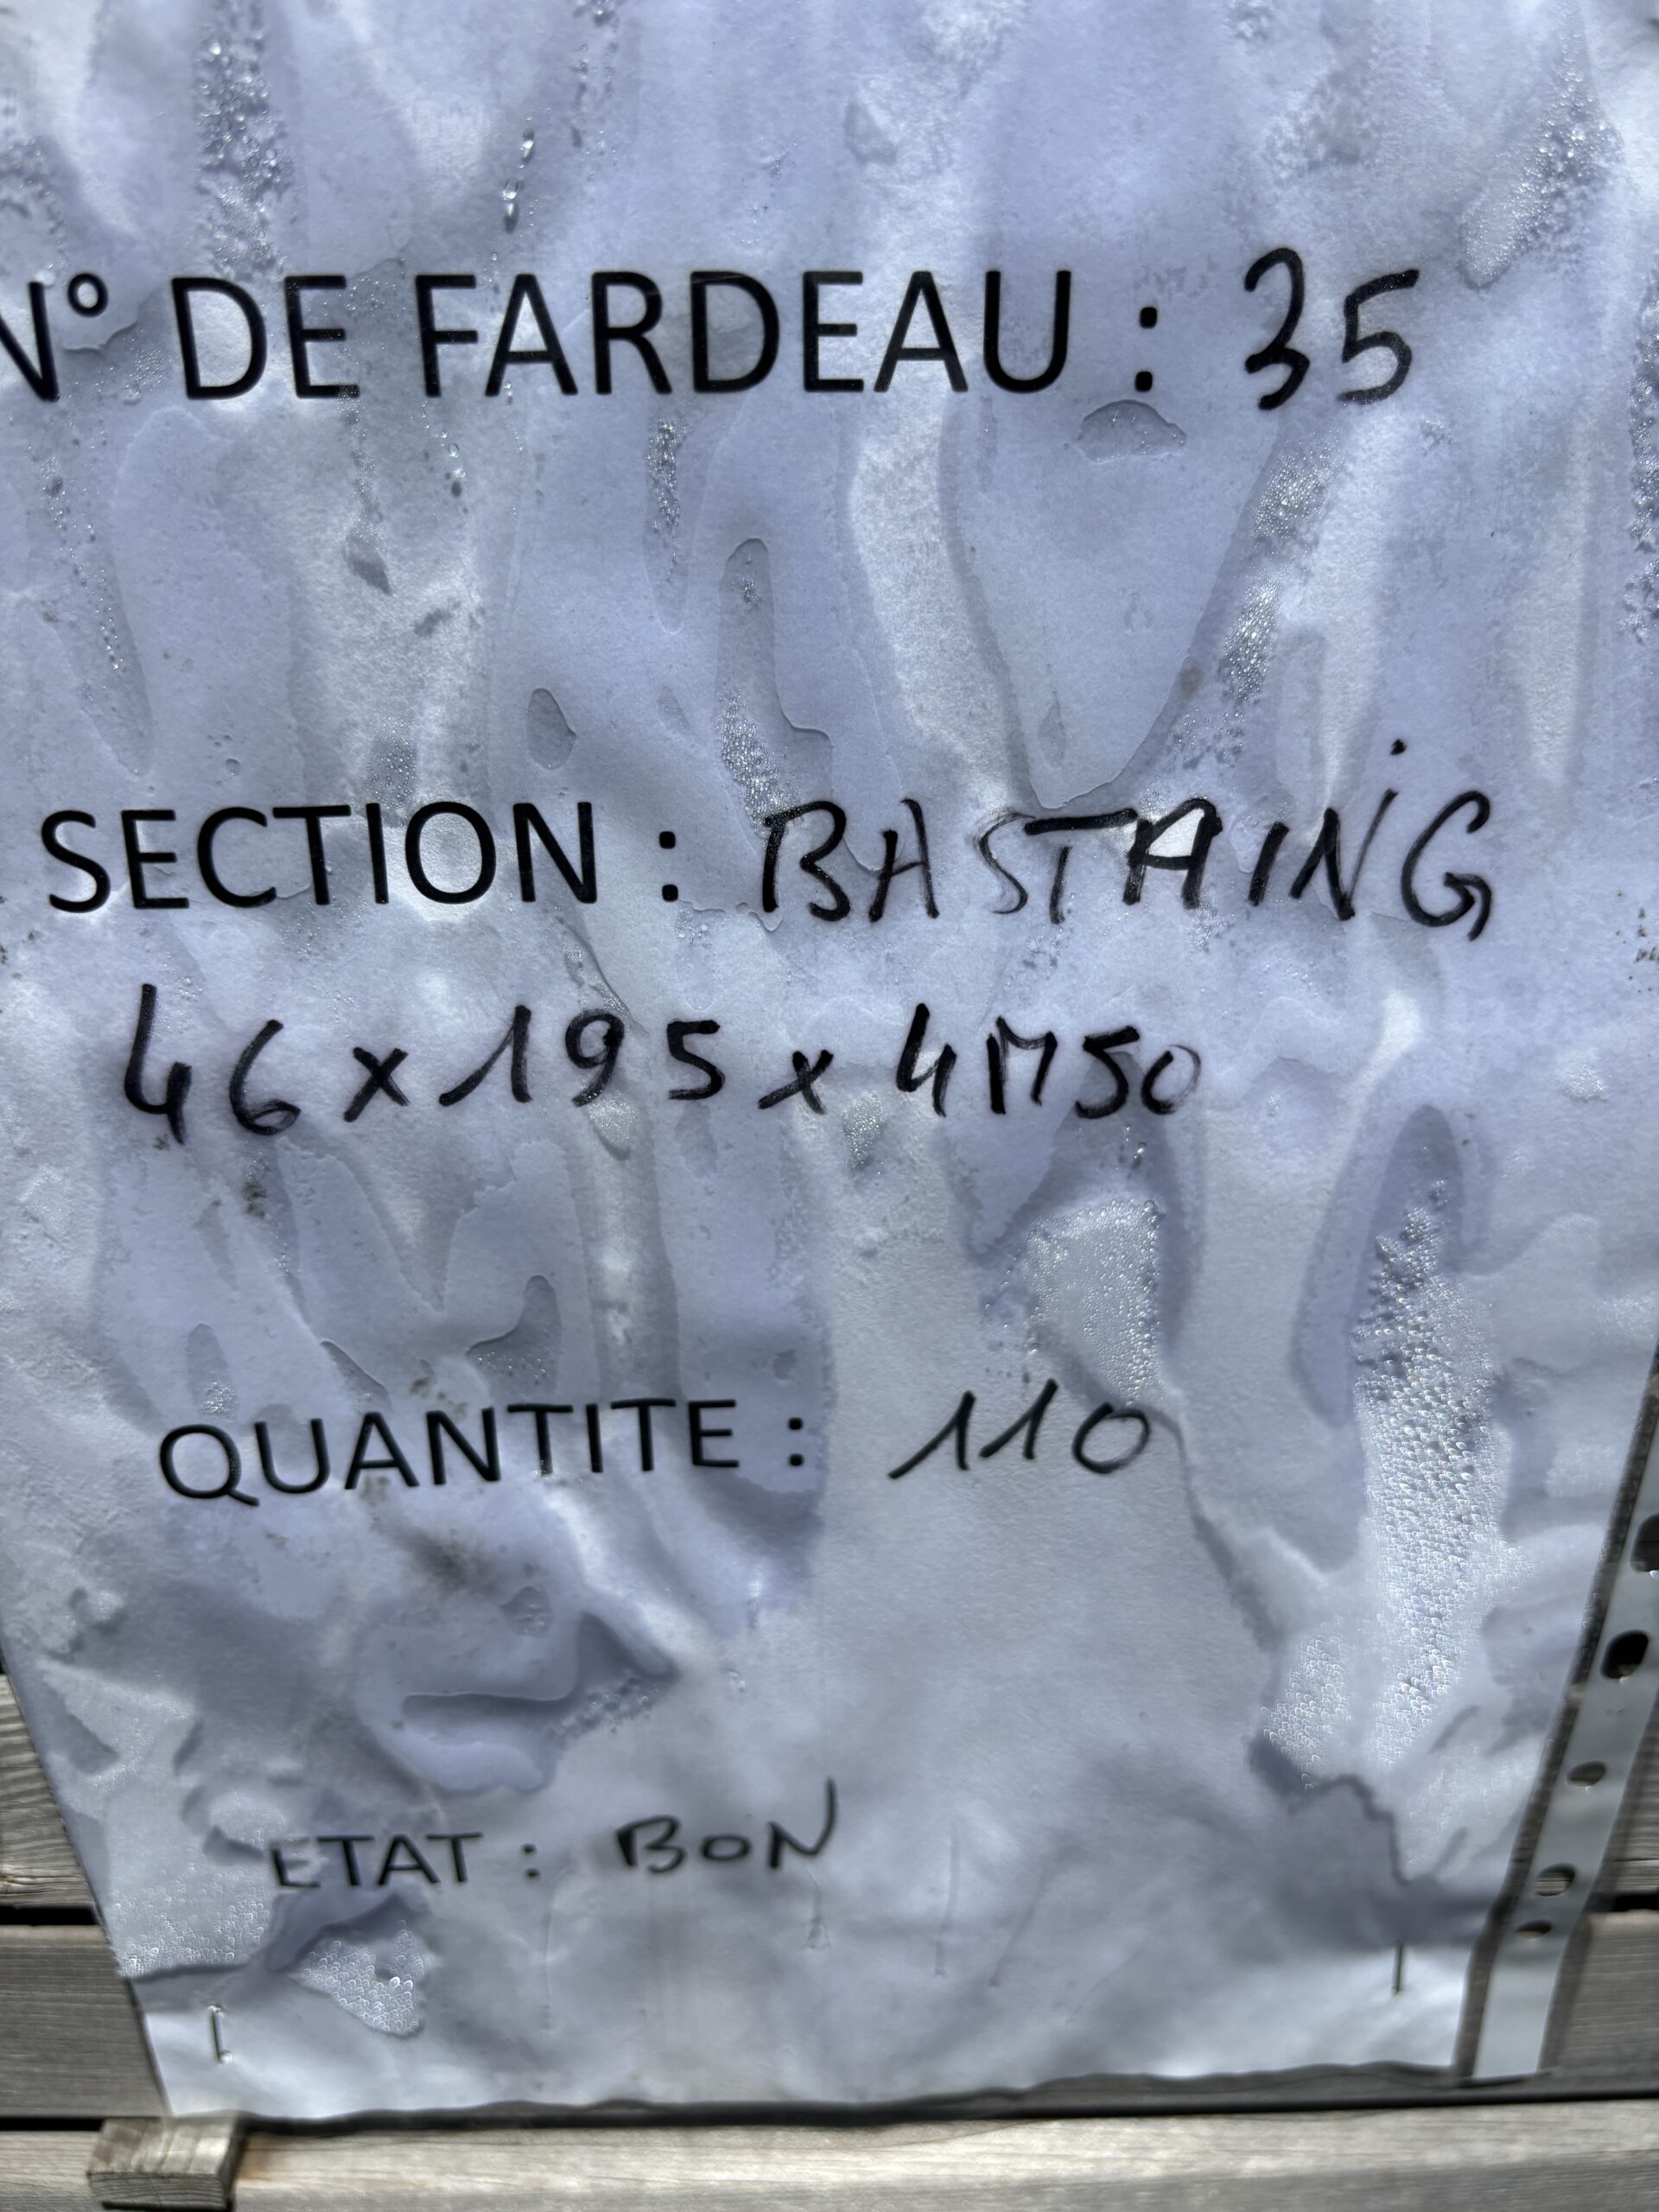 N° DE FARDEAU : 35
SECTION : BASTAING
46 x 195 x 4M50
QUANTITE : 110
ETAT : BON